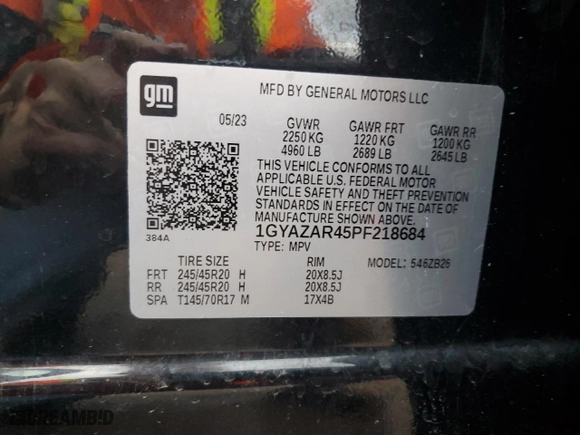 gm
MFD BY GENERAL MOTORS LLC
05/23 GVWR GAWR FRT GAWR RR
2250 KG 1220 KG 1200 KG
4960 LB 2689 LB 2645 LB
THIS VEHICLE CONFORMS TO ALL
APPLICABLE U.S. FEDERAL MOTOR
VEHICLE SAFETY AND THEFT PREVENTION
STANDARDS IN EFFECT ON THE DATE OF
MANUFACTURE SHOWN ABOVE.
384A
1GYAZAR45PF218684
TYPE: MPV MODEL: 546ZB26
TIRE SIZE RIM
FRT 245/45R20 H 20X8.5J
RR 245/45R20 H 20X8.5J
SPA T145/70R17 M 17X4B
SCREAMBID